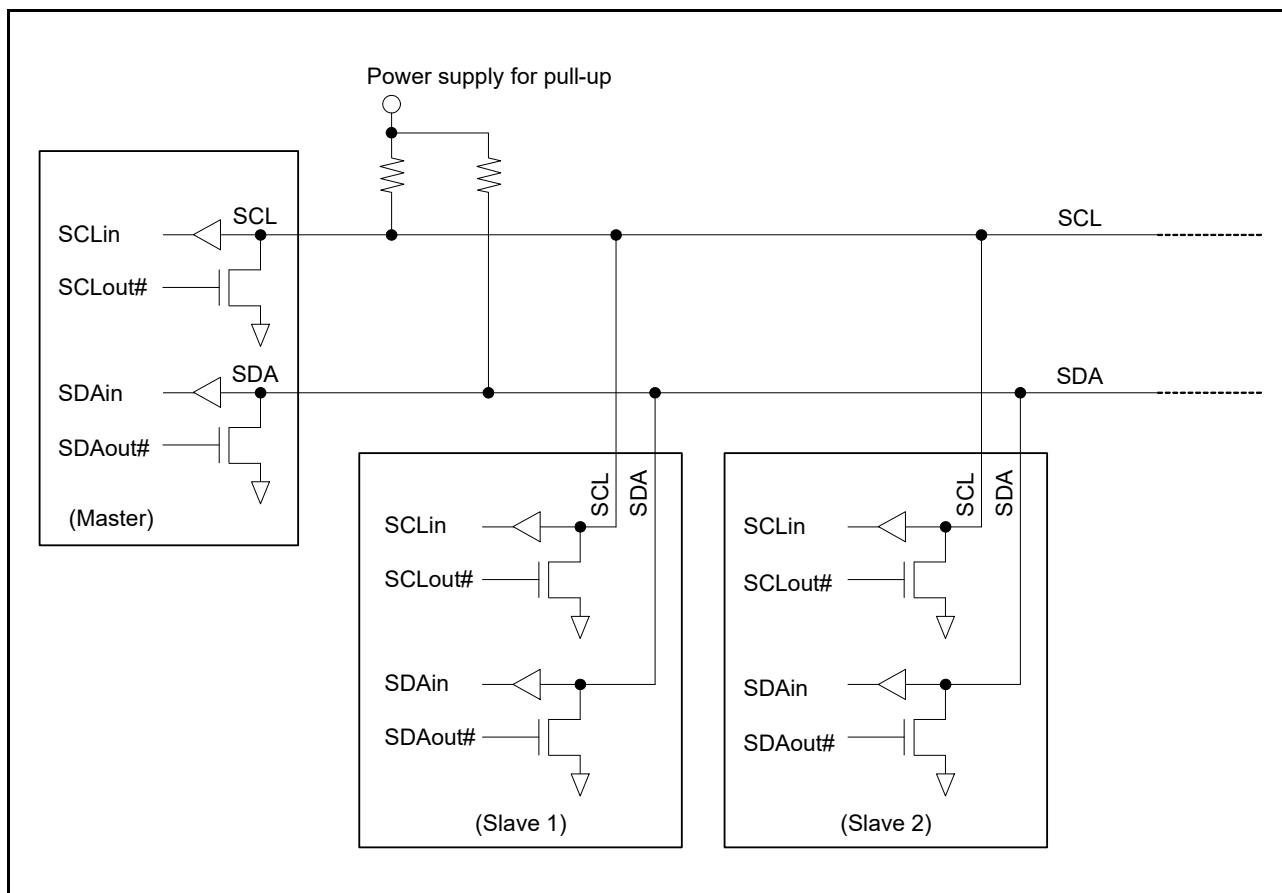 Power supply for pull-up
SCLin
SCL
SCL
SCLout#
SDAin
SDA
SDA
SDAout#
(Master)
SCL
SDA
SCLin
SCLout#
SDAin
SDAout#
(Slave 1)
SCL
SDA
SCLin
SCLout#
SDAin
SDAout#
(Slave 2)